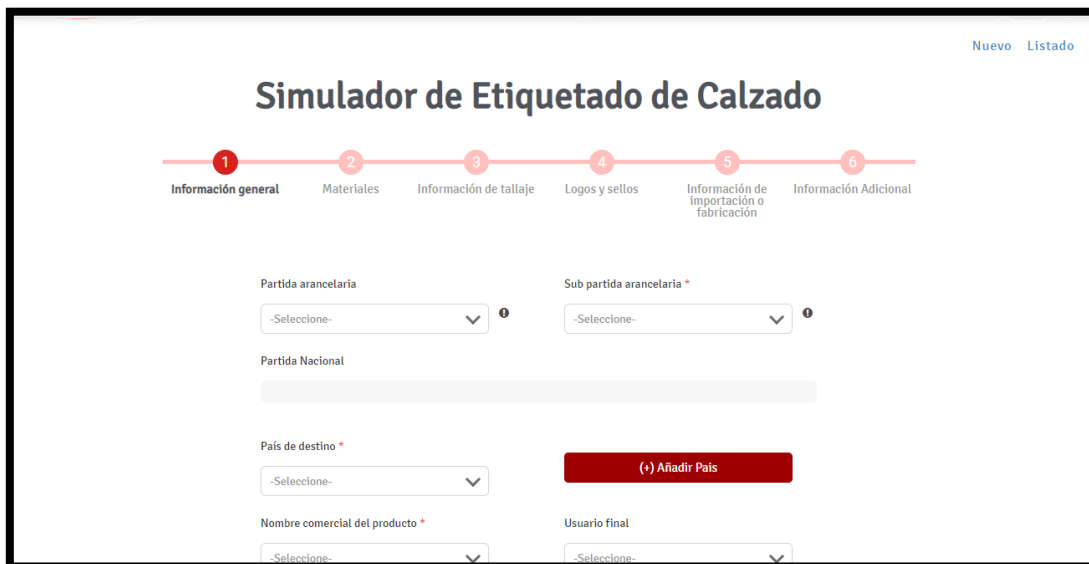 Nuevo Listado
Simulador de Etiquetado de Calzado
1 2 3 4 5 6
Información general
Materiales
Información de tallaje
Logos y sellos
Información de
importación o
fabricación
Información Adicional
Partida arancelaria
Sub partida arancelaria *
-Seleccione-
-Seleccione-
Partida Nacional
País de destino *
(+) Añadir Pais
-Seleccione-
Nombre comercial del producto *
Usuario final
-Seleccione-
-Seleccione-